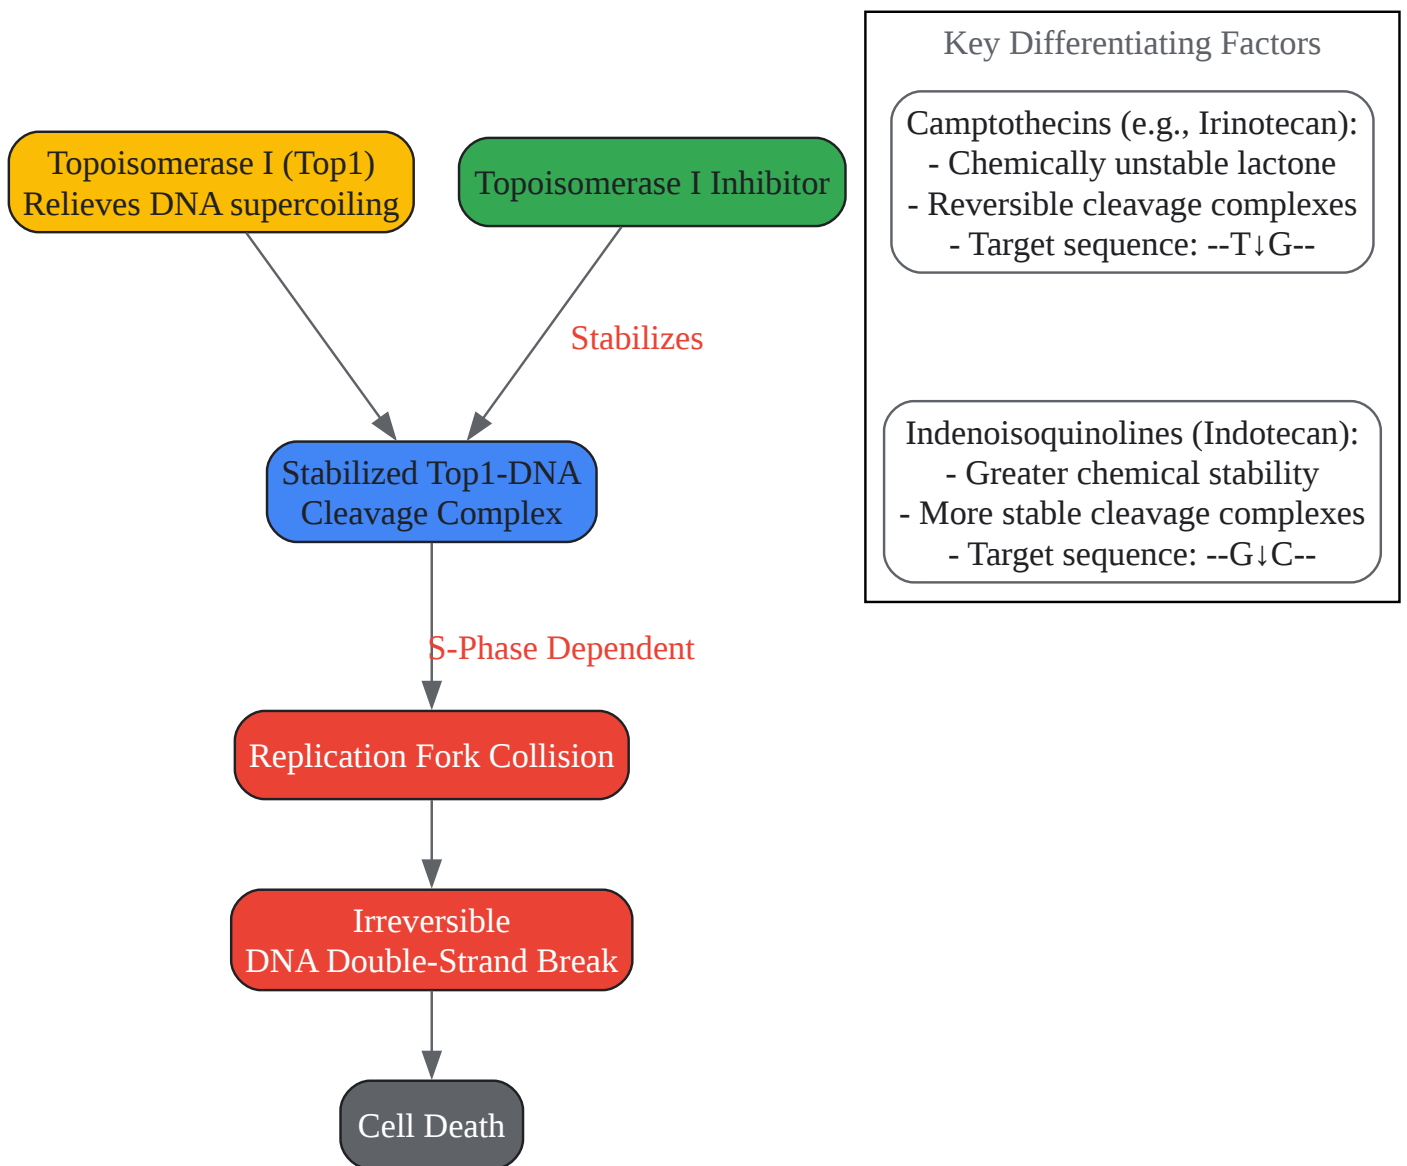 Key Differentiating Factors
Camptothecins (e.g., Irinotecan):
- Chemically unstable lactone
- Reversible cleavage complexes
- Target sequence: --T↓G--
Topoisomerase I (Top1)
Relieves DNA supercoiling
Topoisomerase I Inhibitor
Stabilizes
Indenoisoquinolines (Indotecan):
- Greater chemical stability
- More stable cleavage complexes
- Target sequence: --G↓C--
Stabilized Top1-DNA
Cleavage Complex
S-Phase Dependent
Replication Fork Collision
Irreversible
DNA Double-Strand Break
Cell Death